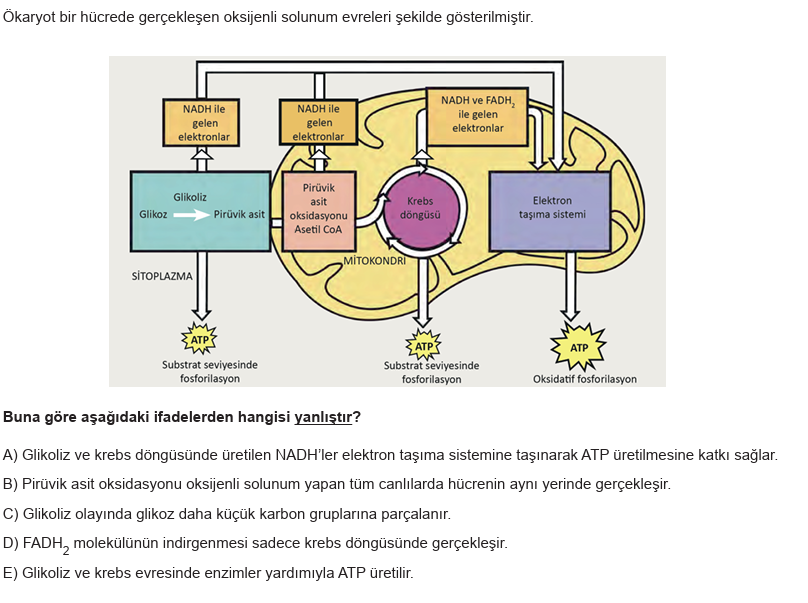 Ökaryot bir hücrede gerçekleşen oksijenli solunum evreleri şekilde gösterilmiştir.
NADH ile
gelen
elektronlar
NADH ile
gelen
elektronlar
NADH ve FADH₂
ile gelen
elektronlar
Glikoliz
Glikoz
Pirüvik asit
Pirüvik
asit
oksidasyonu
Asetil CoA
Krebs
döngüsü
Elektron
taşıma sistemi
SİTOPLAZMA
MİTOKONDRİ
ATP
Substrat seviyesinde
fosforilasyon
ATP
Substrat seviyesinde
fosforilasyon
ATP
Oksidatif fosforilasyon
Buna göre aşağıdaki ifadelerden hangisi yanlıştır?
A) Glikoliz ve krebs döngüsünde üretilen NADH'ler elektron taşıma sistemine taşınarak ATP üretilmesine katkı sağlar.
B) Pirüvik asit oksidasyonu oksijenli solunum yapan tüm canlılarda hücrenin aynı yerinde gerçekleşir.
C) Glikoliz olayında glikoz daha küçük karbon gruplarına parçalanır.
D) FADH₂ molekülünün indirgenmesi sadece krebs döngüsünde gerçekleşir.
E) Glikoliz ve krebs evresinde enzimler yardımıyla ATP üretilir.